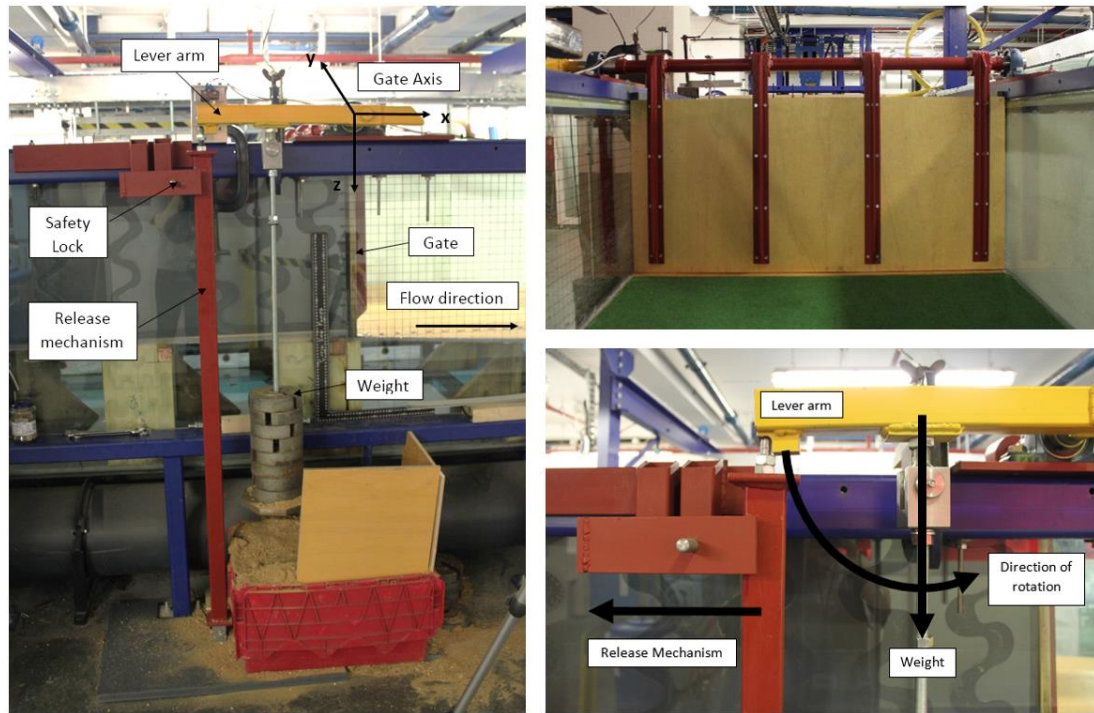 Lever arm
y
Gate Axis
x
z
Safety
Lock
Gate
Release
mechanism
Flow direction
Weight
Lever arm
Direction of
rotation
Release Mechanism
Weight